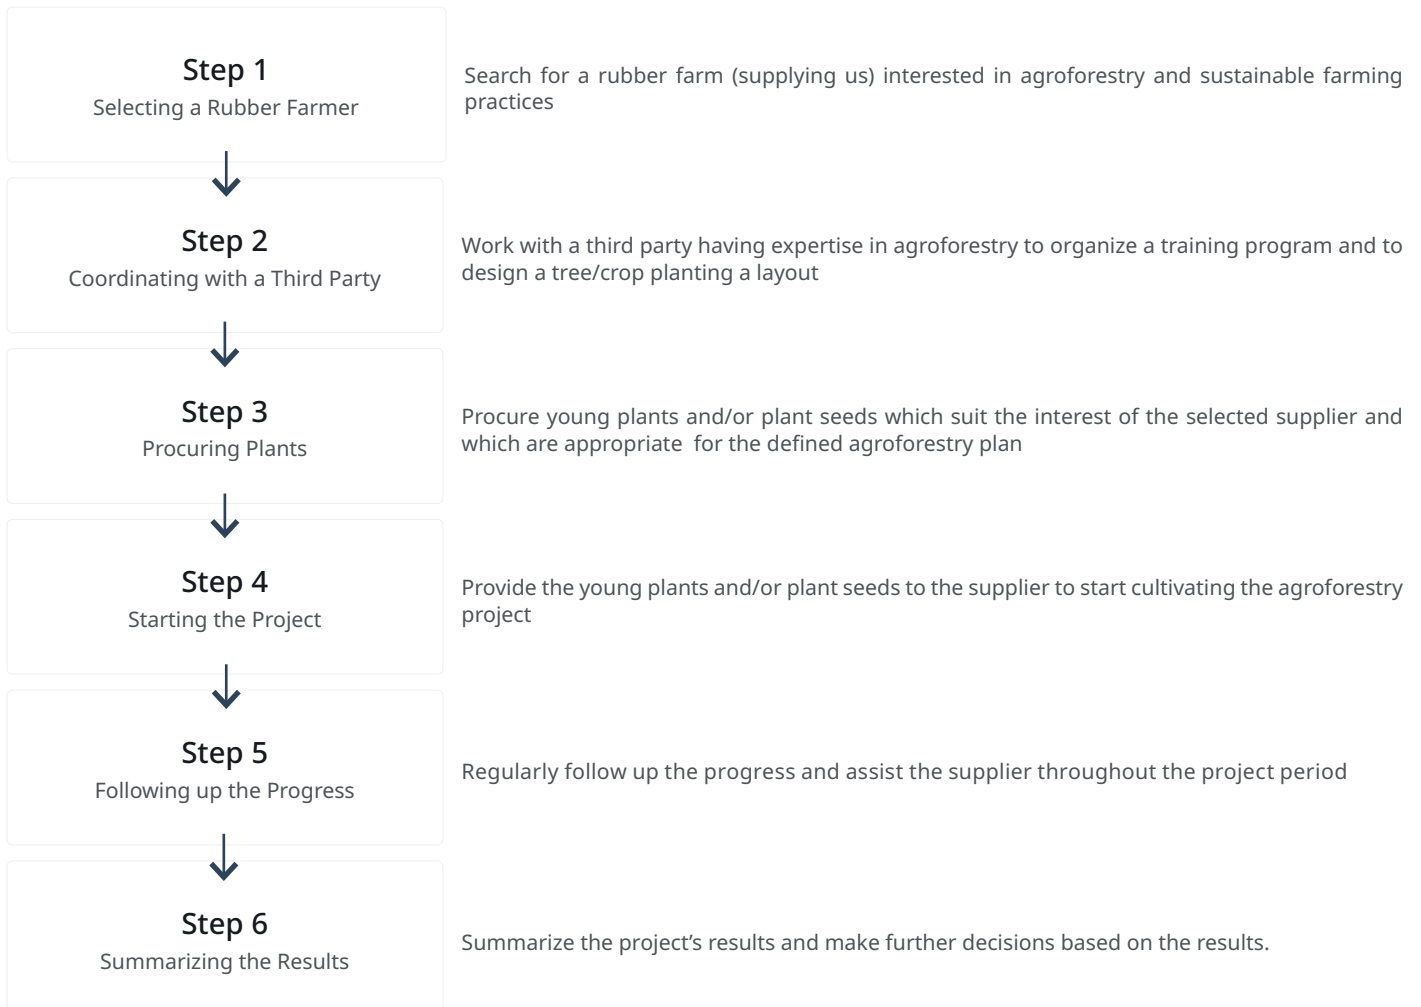 Step 1
Selecting a Rubber Farmer
Search for a rubber farm (supplying us) interested in agroforestry and sustainable farming
practices
Step 2
Coordinating with a Third Party
Work with a third party having expertise in agroforestry to organize a training program and to
design a tree/crop planting a layout
Step 3
Procuring Plants
Procure young plants and/or plant seeds which suit the interest of the selected supplier and
which are appropriate  for the defined agroforestry plan
Step 4
Starting the Project
Provide the young plants and/or plant seeds to the supplier to start cultivating the agroforestry
project
Step 5
Following up the Progress
Regularly follow up the progress and assist the supplier throughout the project period
Step 6
Summarizing the Results
Summarize the project’s results and make further decisions based on the results.